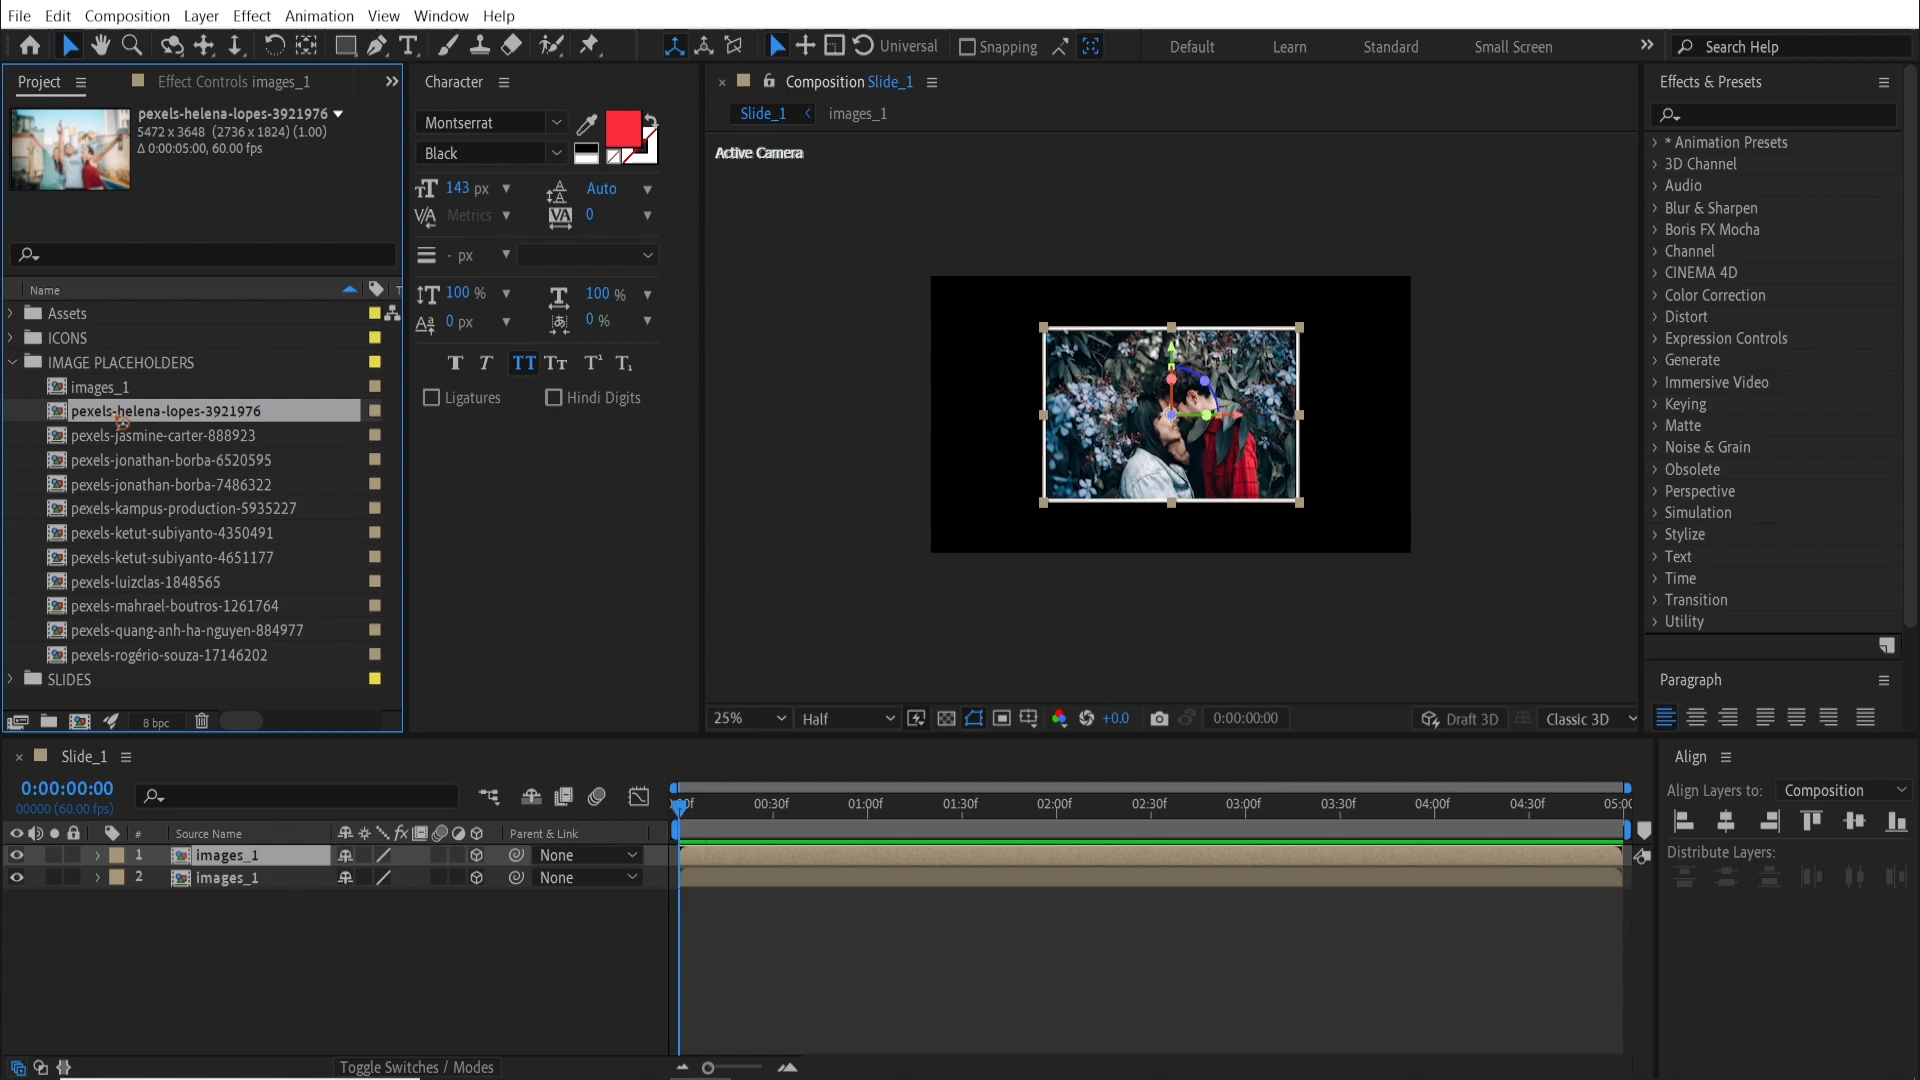 File Edit Composition Layer Effect Animation View Window Help
Universal Snapping Default Learn Standard Small Screen Search Help
Project Effect Controls images_1
pexels-helena-lopes-3921976
5472 x 3648 (2736 x 1824) (1.00)
Δ 0:00:05:00, 60.00 fps
Name T
Assets
ICONS
IMAGE PLACEHOLDERS
images_1
pexels-helena-lopes-3921976
pexels-jasmine-carter-888923
pexels-jonathan-borba-6520595
pexels-jonathan-borba-7486322
pexels-kampus-production-5935227
pexels-ketut-subiyanto-4350491
pexels-ketut-subiyanto-4651177
pexels-luizclas-1848565
pexels-mahrael-boutros-1261764
pexels-quang-anh-ha-nguyen-884977
pexels-rogério-souza-17146202
SLIDES
8 bpc
Character
Montserrat
Black
143 px Auto
Metrics 0
- px
100 % 100 %
0 px 0 %
T T TT Tт T¹ T₁
Ligatures Hindi Digits
Composition Slide_1
Slide_1 images_1
Active Camera
25% Half +0.0 0:00:00:00 Draft 3D Classic 3D
Effects & Presets
* Animation Presets
3D Channel
Audio
Blur & Sharpen
Boris FX Mocha
Channel
CINEMA 4D
Color Correction
Distort
Expression Controls
Generate
Immersive Video
Keying
Matte
Noise & Grain
Obsolete
Perspective
Simulation
Stylize
Text
Time
Transition
Utility
Paragraph
Slide_1
0:00:00:00
00000 (60.00 fps)
:00f 00:30f 01:00f 01:30f 02:00f 02:30f 03:00f 03:30f 04:00f 04:30f 05:00
# Source Name fx Parent & Link
1 images_1 None
2 images_1 None
Toggle Switches / Modes
Align
Align Layers to: Composition
Distribute Layers: